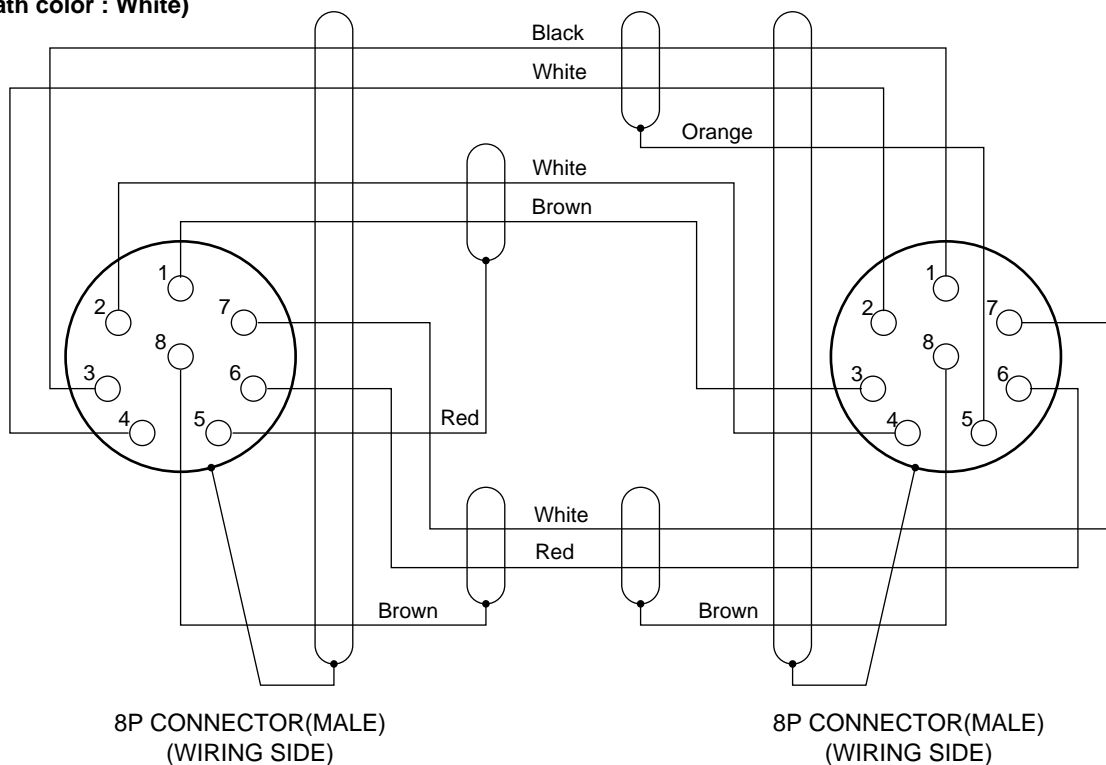 ath color : White)
Black
White
Orange
White
Brown
1
2
7
8
3
6
4
5
Red
1
2
7
8
3
6
4
5
White
Red
Brown
Brown
8P CONNECTOR(MALE)
(WIRING SIDE)
8P CONNECTOR(MALE)
(WIRING SIDE)